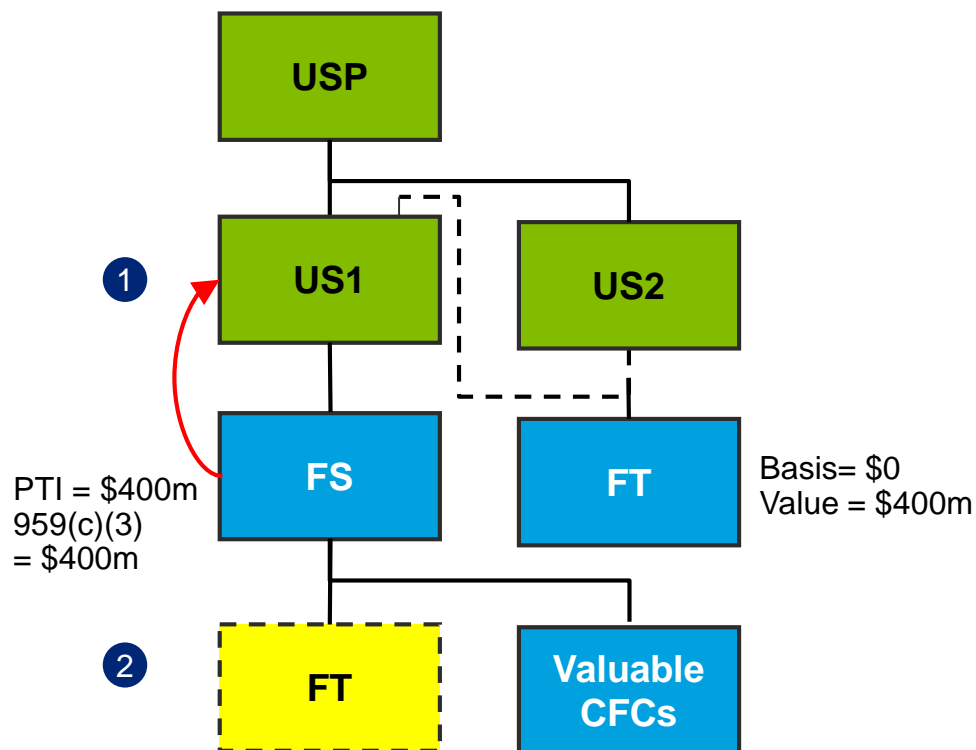 USP
1
US1
US2
PTI = $400m
959(c)(3)
= $400m
FS
FT
Basis= $0
Value = $400m
2
FT
Valuable
CFCs